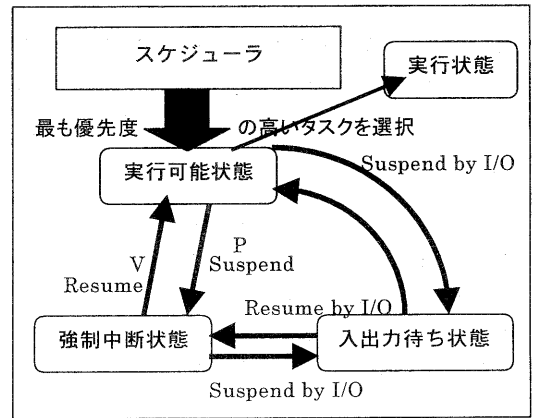 スケジューラ
実行状態
最も優先度 の高いタスクを選択
実行可能状態
Suspend by I/O
V
Resume
P
Suspend
Resume by I/O
強制中断状態
入出力待ち状態
Suspend by I/O